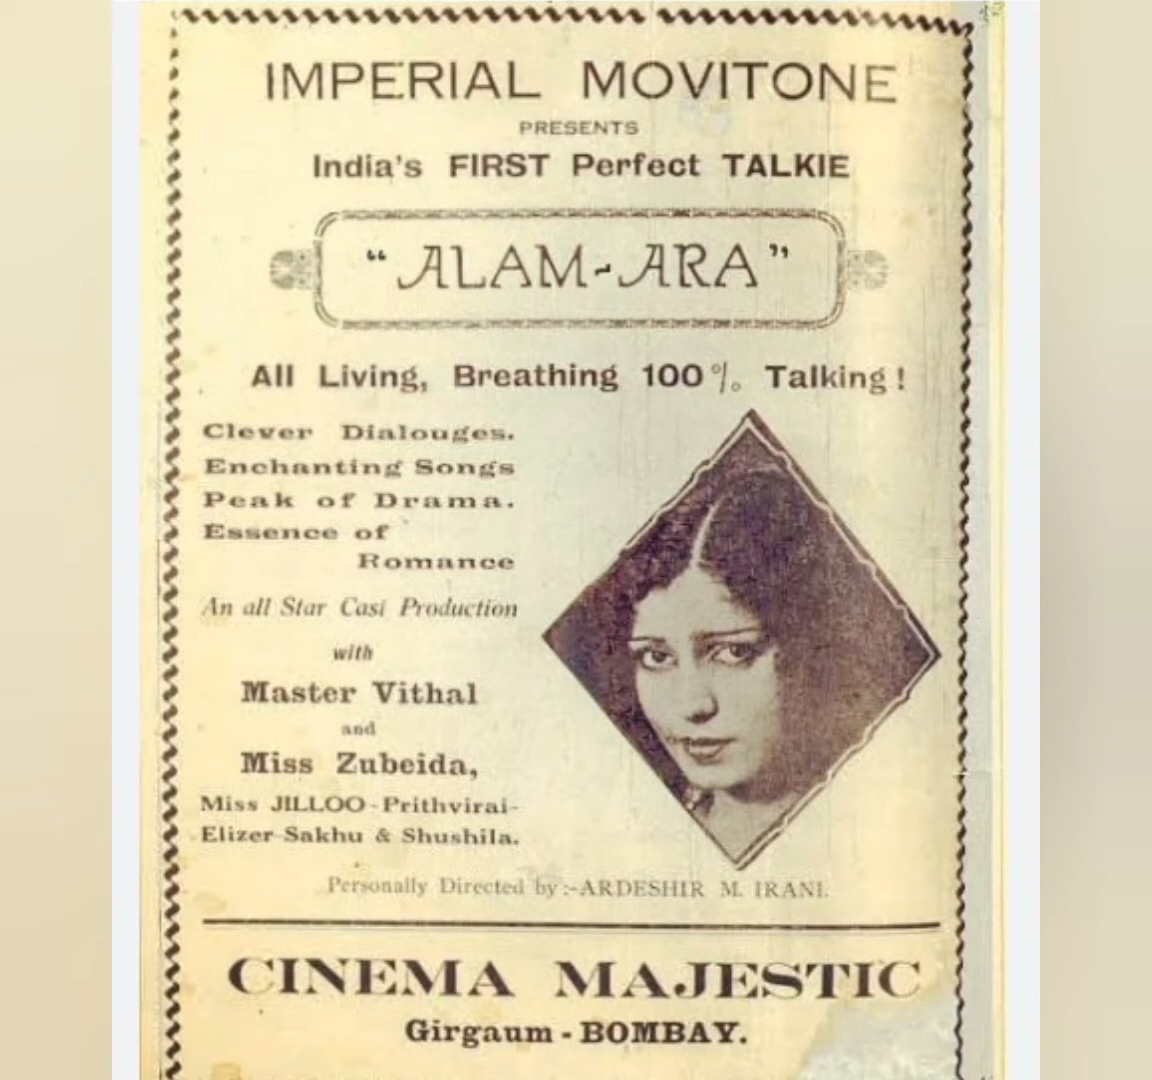 IMPERIAL MOVITONE
PRESENTS
India's FIRST Perfect TALKIE
"ALAM-ARA"
All Living, Breathing 100% Talking!
Clever Dialouges.
Enchanting Songs
Peak of Drama.
Essence of
Romance
An all Star Cast Production
with
Master Vithal
and
Miss Zubeida,
Miss JILLOO-Prithviraj-
Elizer-Sakhu & Shushila.
Personally Directed by:-ARDESHIR M. IRANI.
CINEMA MAJESTIC
Girgaum - BOMBAY.